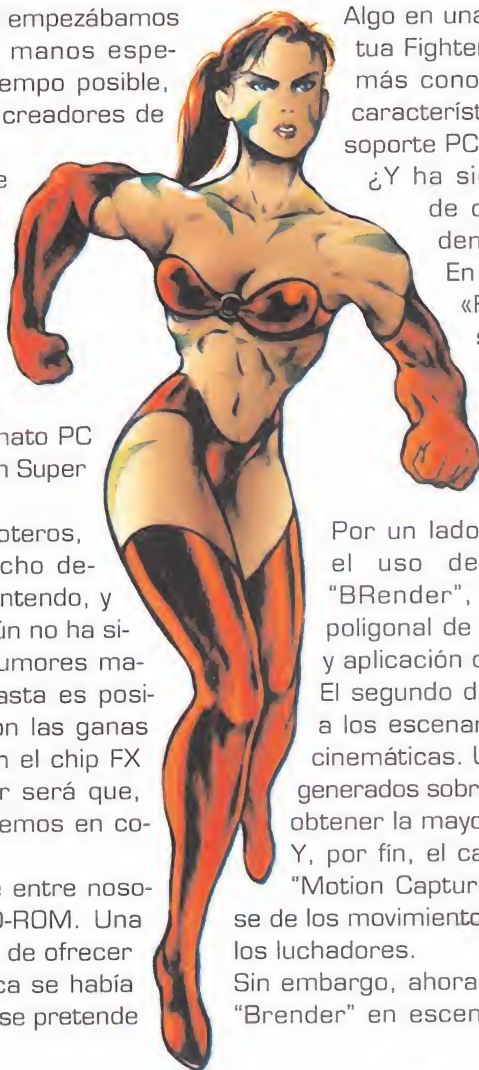 empezábamos
manos espe-
empo posible,
creadores de
e
nato PC
n Super
oteros,
cho de-
ntendo, y
ún no ha si-
umores ma-
asta es posi-
on las ganas
n el chip FX
r será que,
emos en co-
e entre noso-
D-ROM. Una
de ofrecer
ca se había
se pretende
Algo en una
tua Fighter
más cono
característ
soporte PC
¿Y ha sie
de c
den
En
«F
s
Por un lado
el uso de
"BRender",
poligonal de
y aplicación d
El segundo d
a los escenar
cinemáticas. U
generados sobr
obtener la mayo
Y, por fin, el ca
"Motion Captur
se de los movimiento
los luchadores.
Sin embargo, ahora
"Brender" en escen